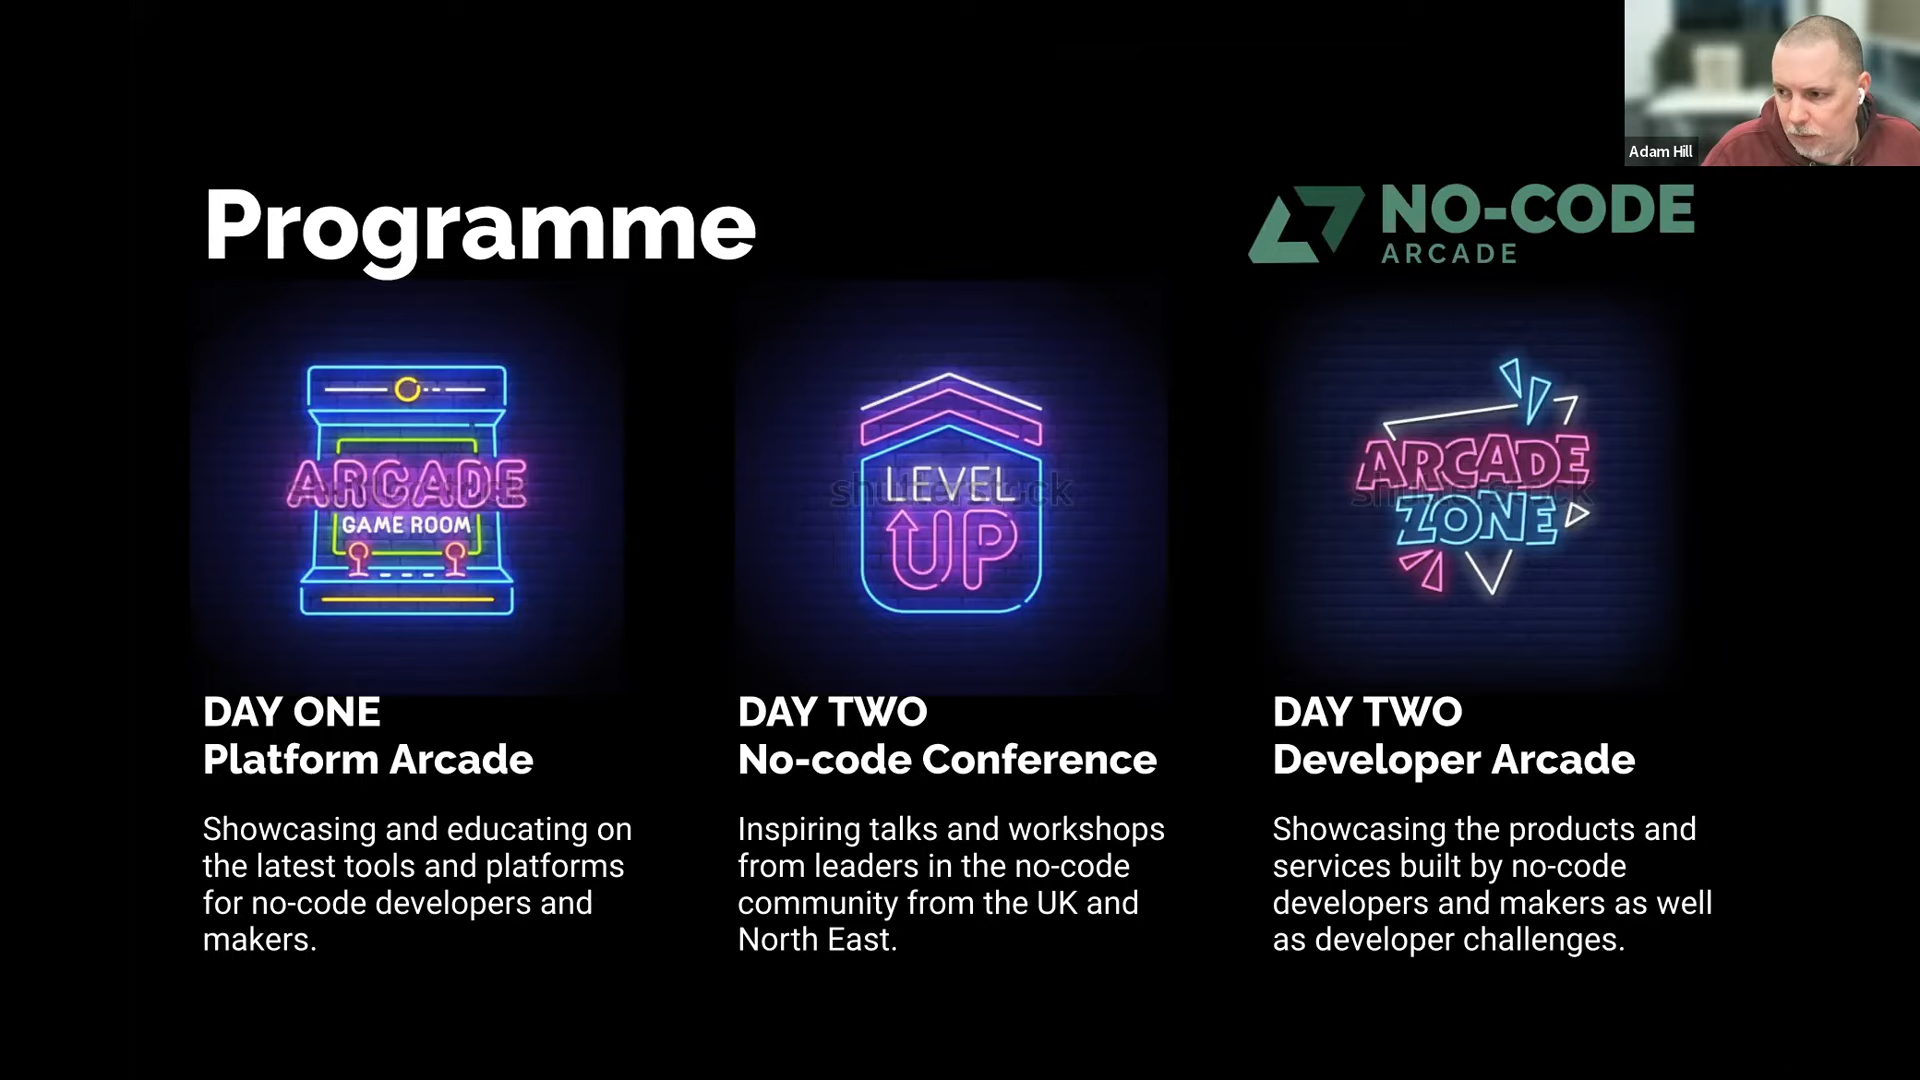 Adam Hill
Programme
NO-CODE
ARCADE
ARCADE
GAME ROOM
LEVEL
UP
shutterstock
ARCADE
ZONE
shutterstock
DAY ONE
Platform Arcade
Showcasing and educating on
the latest tools and platforms
for no-code developers and
makers.
DAY TWO
No-code Conference
Inspiring talks and workshops
from leaders in the no-code
community from the UK and
North East.
DAY TWO
Developer Arcade
Showcasing the products and
services built by no-code
developers and makers as well
as developer challenges.